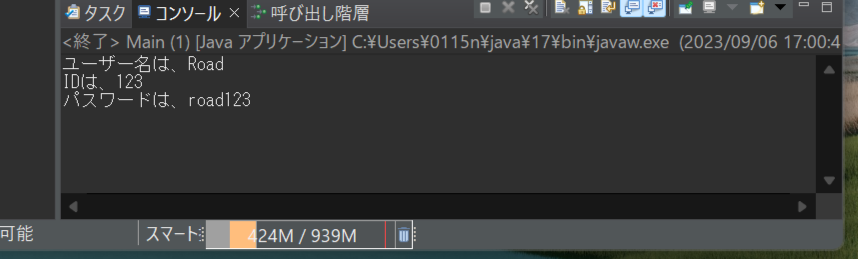 タスク コンソール × 呼び出し階層
<終了> Main (1) [Java アプリケーション] C:¥Users¥0115n¥java¥17¥bin¥javaw.exe (2023/09/06 17:00:4
ユーザー名は、Road
IDは、123
パスワードは、road123
可能 スマート 424M / 939M